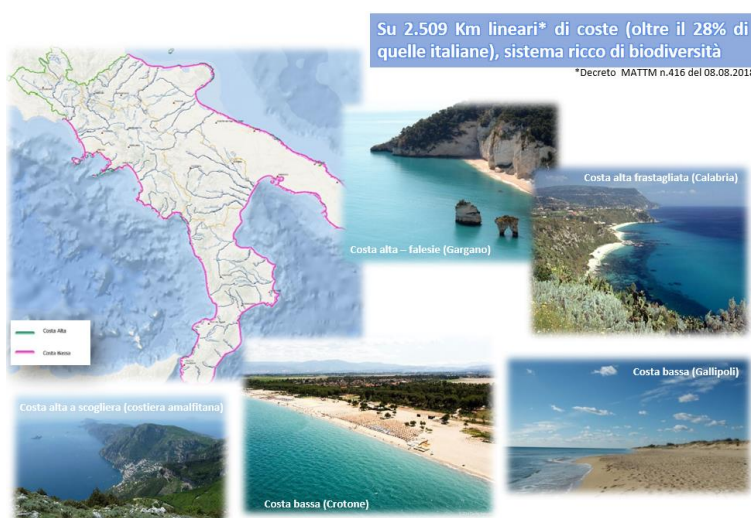 Su 2.509 Km lineari* di coste (oltre il 28% di
quelle italiane), sistema ricco di biodiversità
*Decreto MATTM n.416 del 08.08.2018
Costa alta frastagliata (Calabria)
Costa alta – falesie (Gargano)
Costa Alta
Costa Bassa
Costa bassa (Gallipoli)
Costa alta a scogliera (costiera amalfitana)
Costa bassa (Crotone)